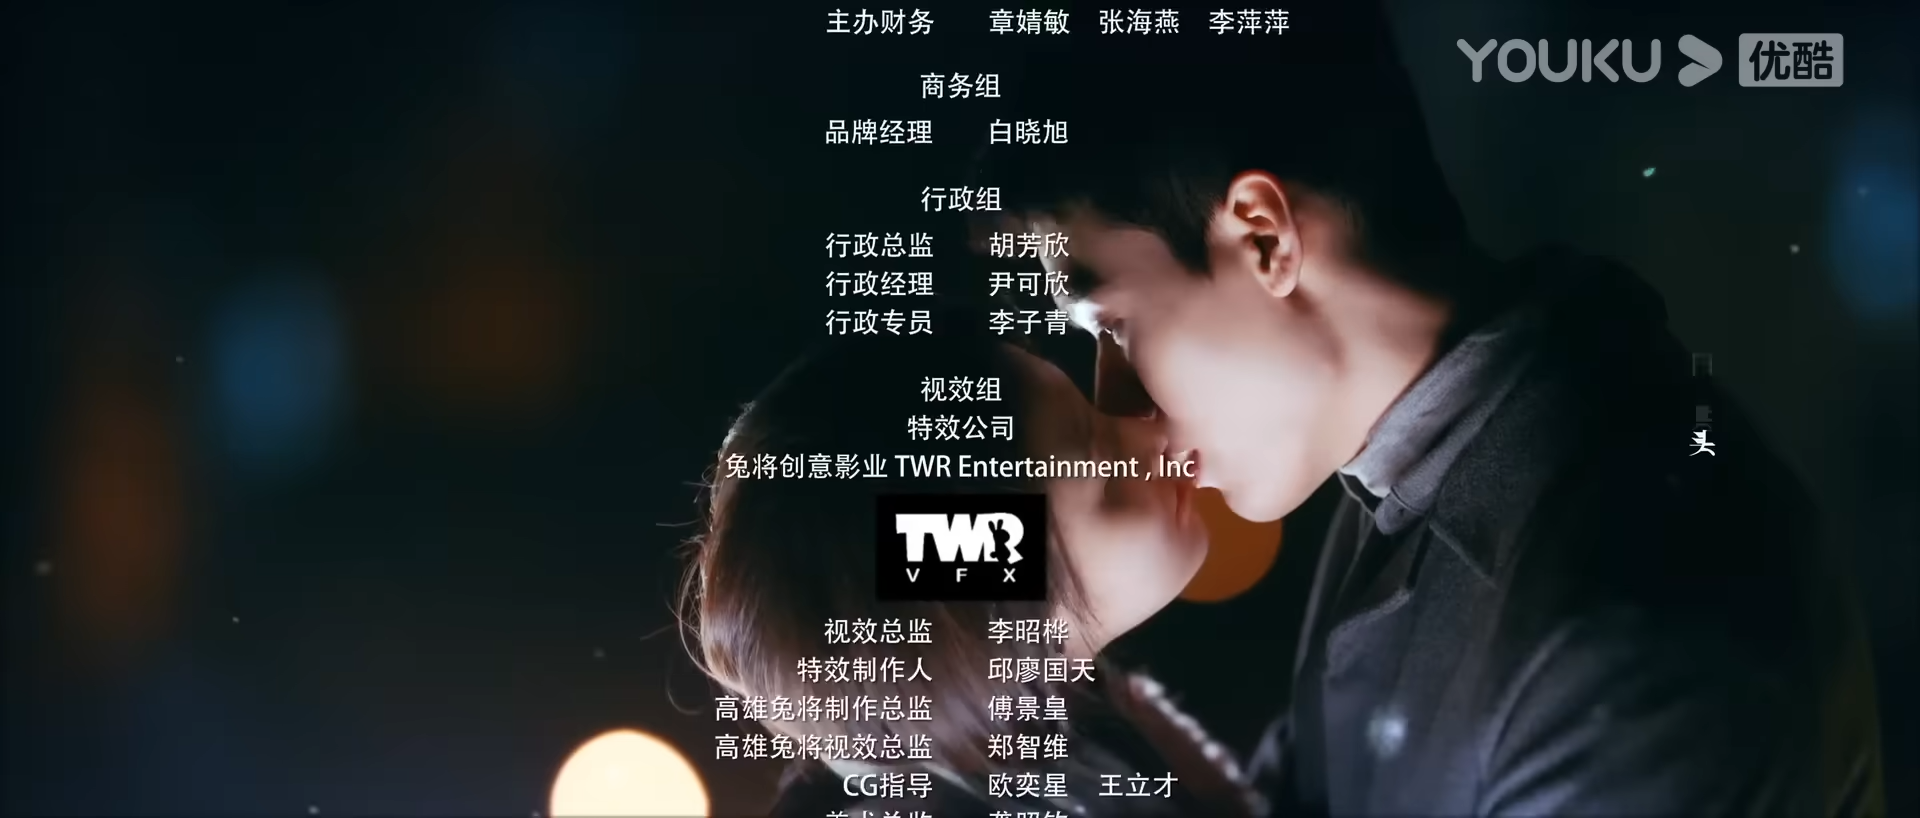 主办财务 章婧敏 张海燕 李萍萍
YOUKU 优酷
商务组
品牌经理 白晓旭
行政组
行政总监 胡芳欣
行政经理 尹可欣
行政专员 李子青
视效组
特效公司
兔将创意影业 TWR Entertainment , Inc
TWR
VFX
视效总监 李昭桦
特效制作人 邱廖国天
高雄兔将制作总监 傅景皇
高雄兔将视效总监 郑智维
CG指导 欧奕星 王立才
头